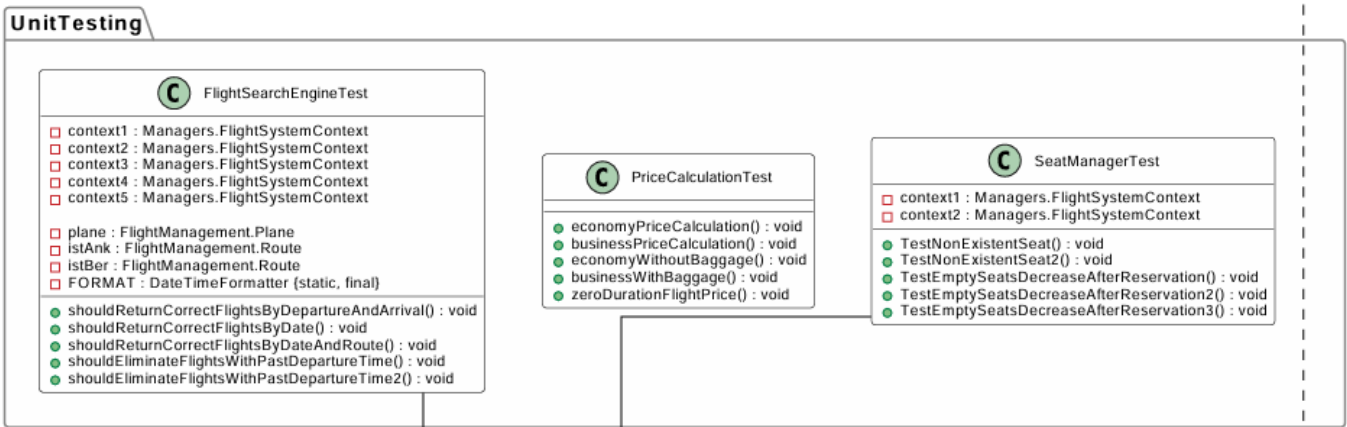 UnitTesting
C FlightSearchEngineTest
context1 : Managers.FlightSystemContext
context2 : Managers.FlightSystemContext
context3 : Managers.FlightSystemContext
context4 : Managers.FlightSystemContext
context5 : Managers.FlightSystemContext
plane : FlightManagement.Plane
istAnk : FlightManagement.Route
istBer : FlightManagement.Route
FORMAT : DateTimeFormatter {static, final}
shouldReturnCorrectFlightsByDepartureAndArrival() : void
shouldReturnCorrectFlightsByDate() : void
shouldReturnCorrectFlightsByDateAndRoute() : void
shouldEliminateFlightsWithPastDepartureTime() : void
shouldEliminateFlightsWithPastDepartureTime2() : void
C PriceCalculationTest
economyPriceCalculation() : void
businessPriceCalculation() : void
economyWithoutBaggage() : void
businessWithBaggage() : void
zeroDurationFlightPrice() : void
C SeatManagerTest
context1 : Managers.FlightSystemContext
context2 : Managers.FlightSystemContext
TestNonExistentSeat() : void
TestNonExistentSeat2() : void
TestEmptySeatsDecreaseAfterReservation() : void
TestEmptySeatsDecreaseAfterReservation2() : void
TestEmptySeatsDecreaseAfterReservation3() : void